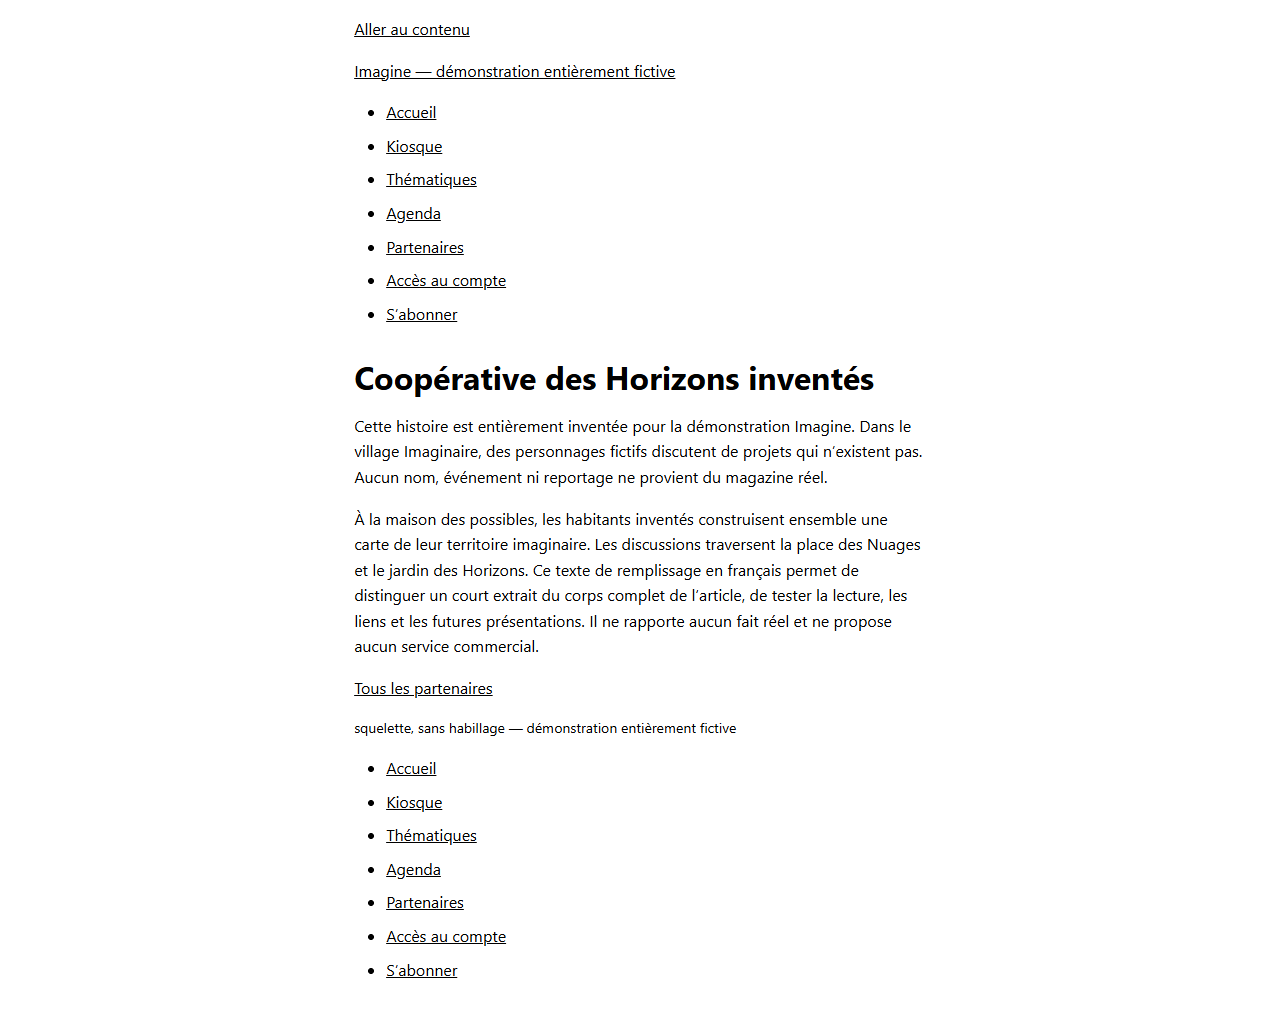 Aller au contenu
Imagine — démonstration entièrement fictive
Accueil
Kiosque
Thématiques
Agenda
Partenaires
Accès au compte
S’abonner
Coopérative des Horizons inventés
Cette histoire est entièrement inventée pour la démonstration Imagine. Dans le
village Imaginaire, des personnages fictifs discutent de projets qui n’existent pas.
Aucun nom, événement ni reportage ne provient du magazine réel.
À la maison des possibles, les habitants inventés construisent ensemble une
carte de leur territoire imaginaire. Les discussions traversent la place des Nuages
et le jardin des Horizons. Ce texte de remplissage en français permet de
distinguer un court extrait du corps complet de l’article, de tester la lecture, les
liens et les futures présentations. Il ne rapporte aucun fait réel et ne propose
aucun service commercial.
Tous les partenaires
squelette, sans habillage — démonstration entièrement fictive
Accueil
Kiosque
Thématiques
Agenda
Partenaires
Accès au compte
S’abonner